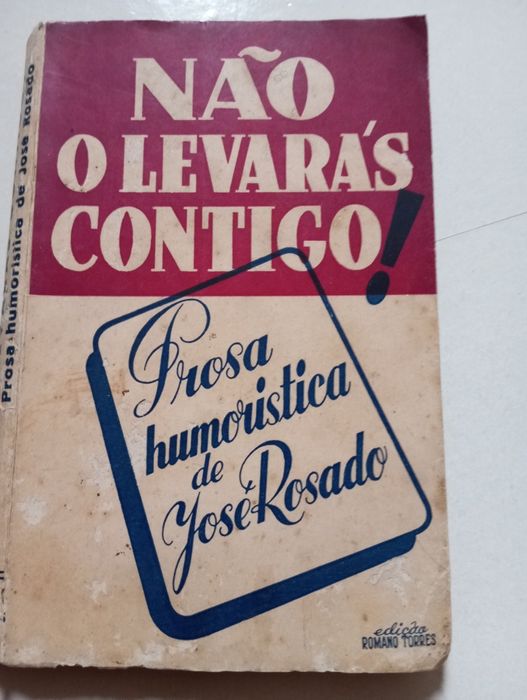 NÃO
O LEVARÁS
CONTIGO!
Prosa
humoristica
de
José Rosado
edição
ROMANO TORRES
Prosa humoristica de José Rosado